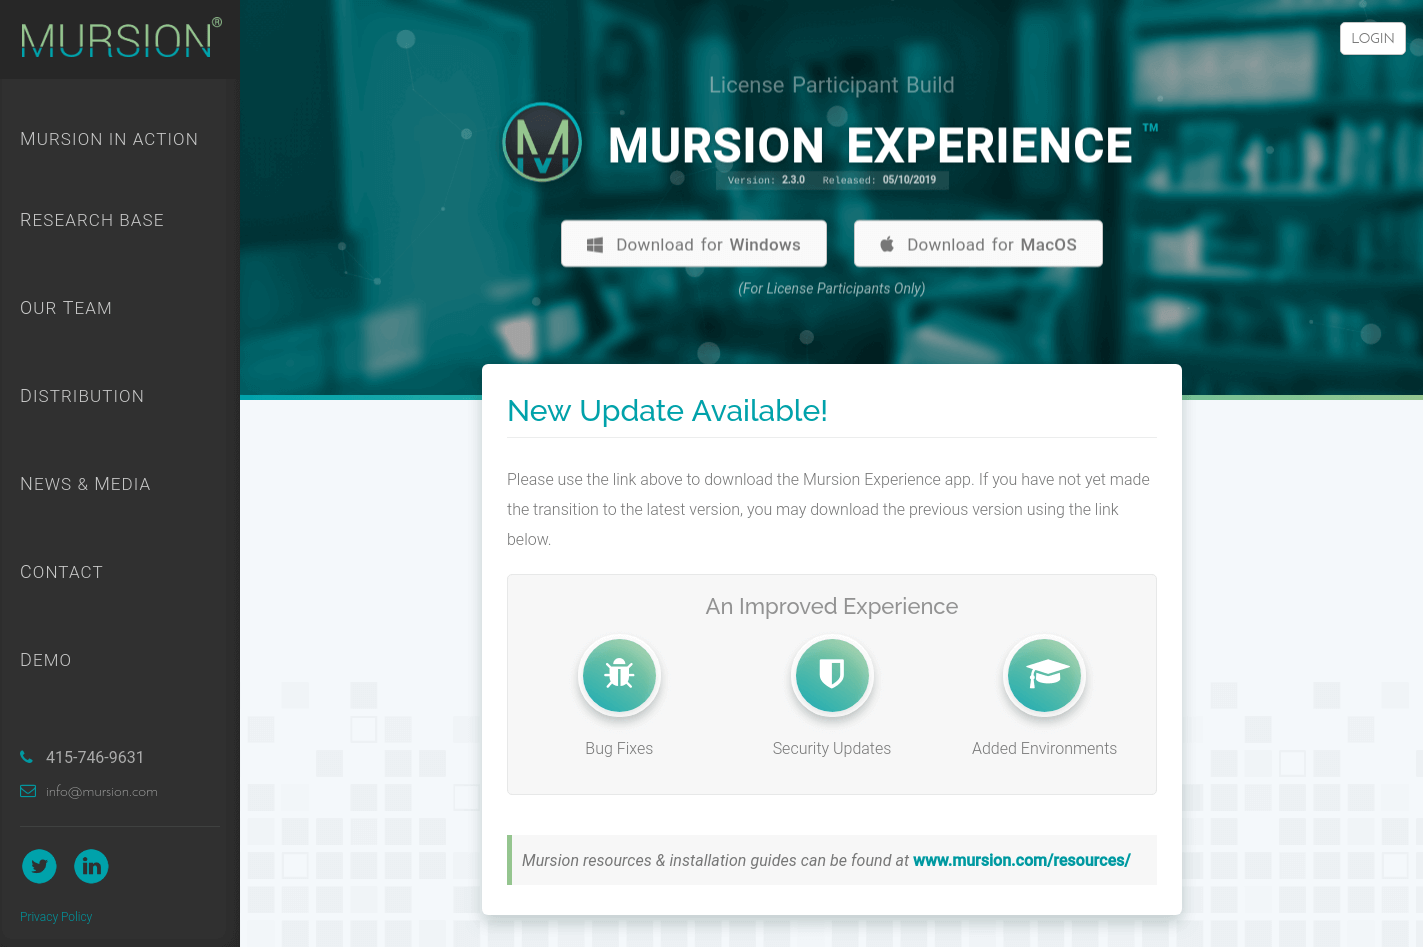 MURSION®
MURSION IN ACTION
RESEARCH BASE
OUR TEAM
DISTRIBUTION
NEWS & MEDIA
CONTACT
DEMO
415-746-9631
info@mursion.com
Privacy Policy
LOGIN
License Participant Build
MURSION EXPERIENCE ™
Version: 2.3.0 Released: 05/10/2019
Download for Windows
Download for MacOS
(For License Participants Only)
New Update Available!
Please use the link above to download the Mursion Experience app. If you have not yet made
the transition to the latest version, you may download the previous version using the link
below.
An Improved Experience
Bug Fixes
Security Updates
Added Environments
Mursion resources & installation guides can be found at www.mursion.com/resources/